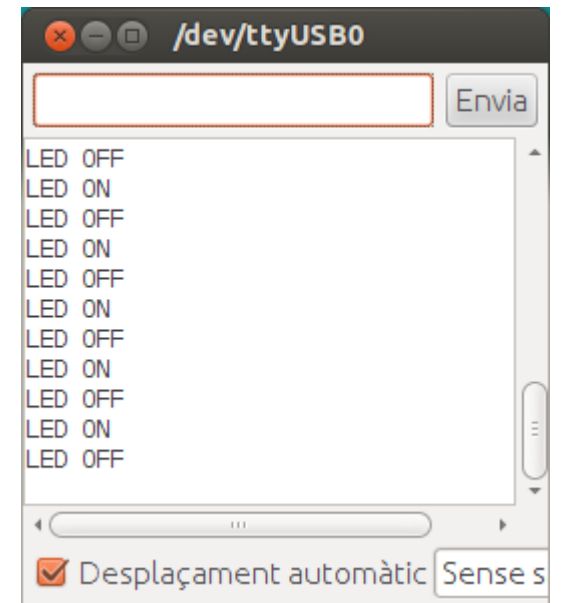 /dev/ttyUSB0
Envia
LED OFF
LED ON
LED OFF
LED ON
LED OFF
LED ON
LED OFF
LED ON
LED OFF
LED ON
LED OFF
Desplaçament automàtic Sense s